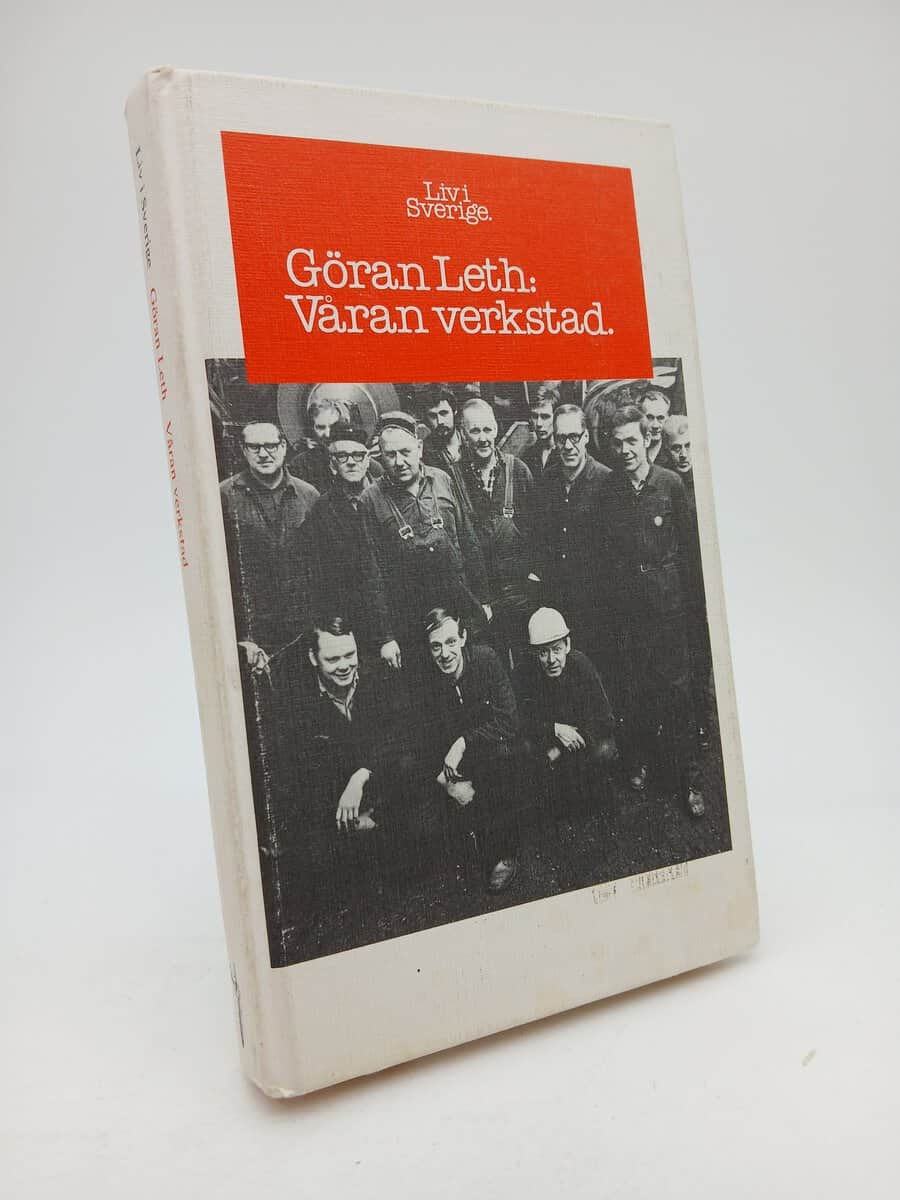 Liv i Sverige Göran Leth Våran verkstad
Liv i
Sverige.
Göran Leth:
Våran verkstad.